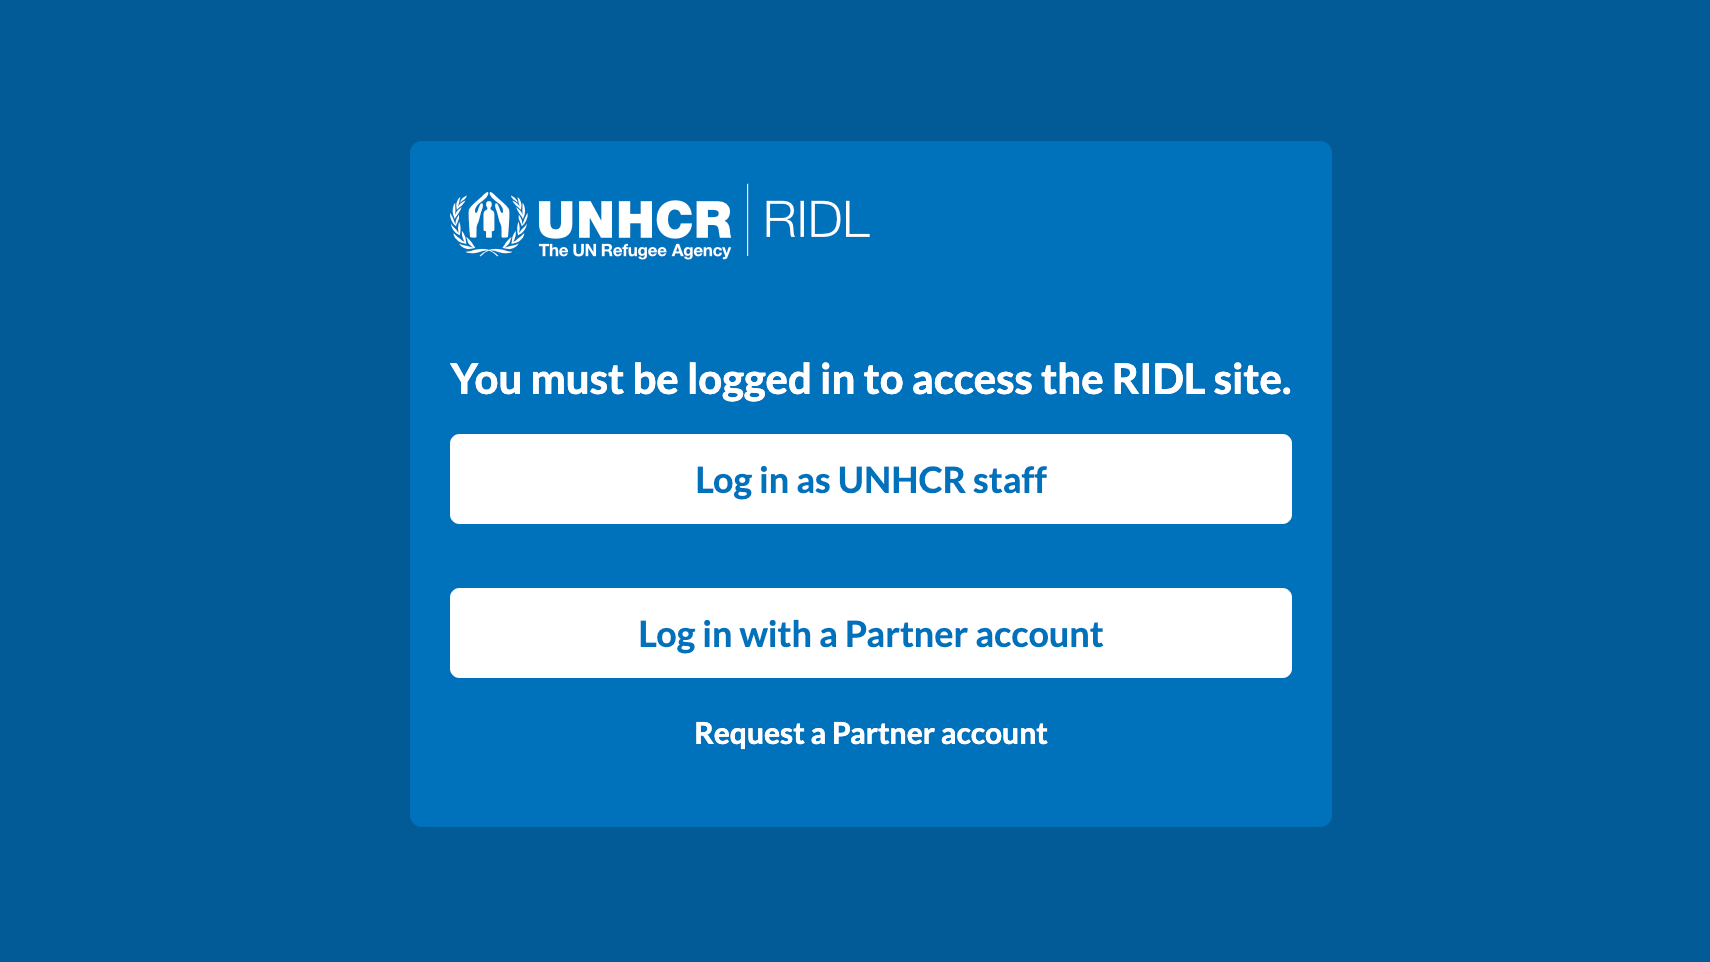 UNHCR
The UN Refugee Agency
RIDL
You must be logged in to access the RIDL site.
Log in as UNHCR staff
Log in with a Partner account
Request a Partner account